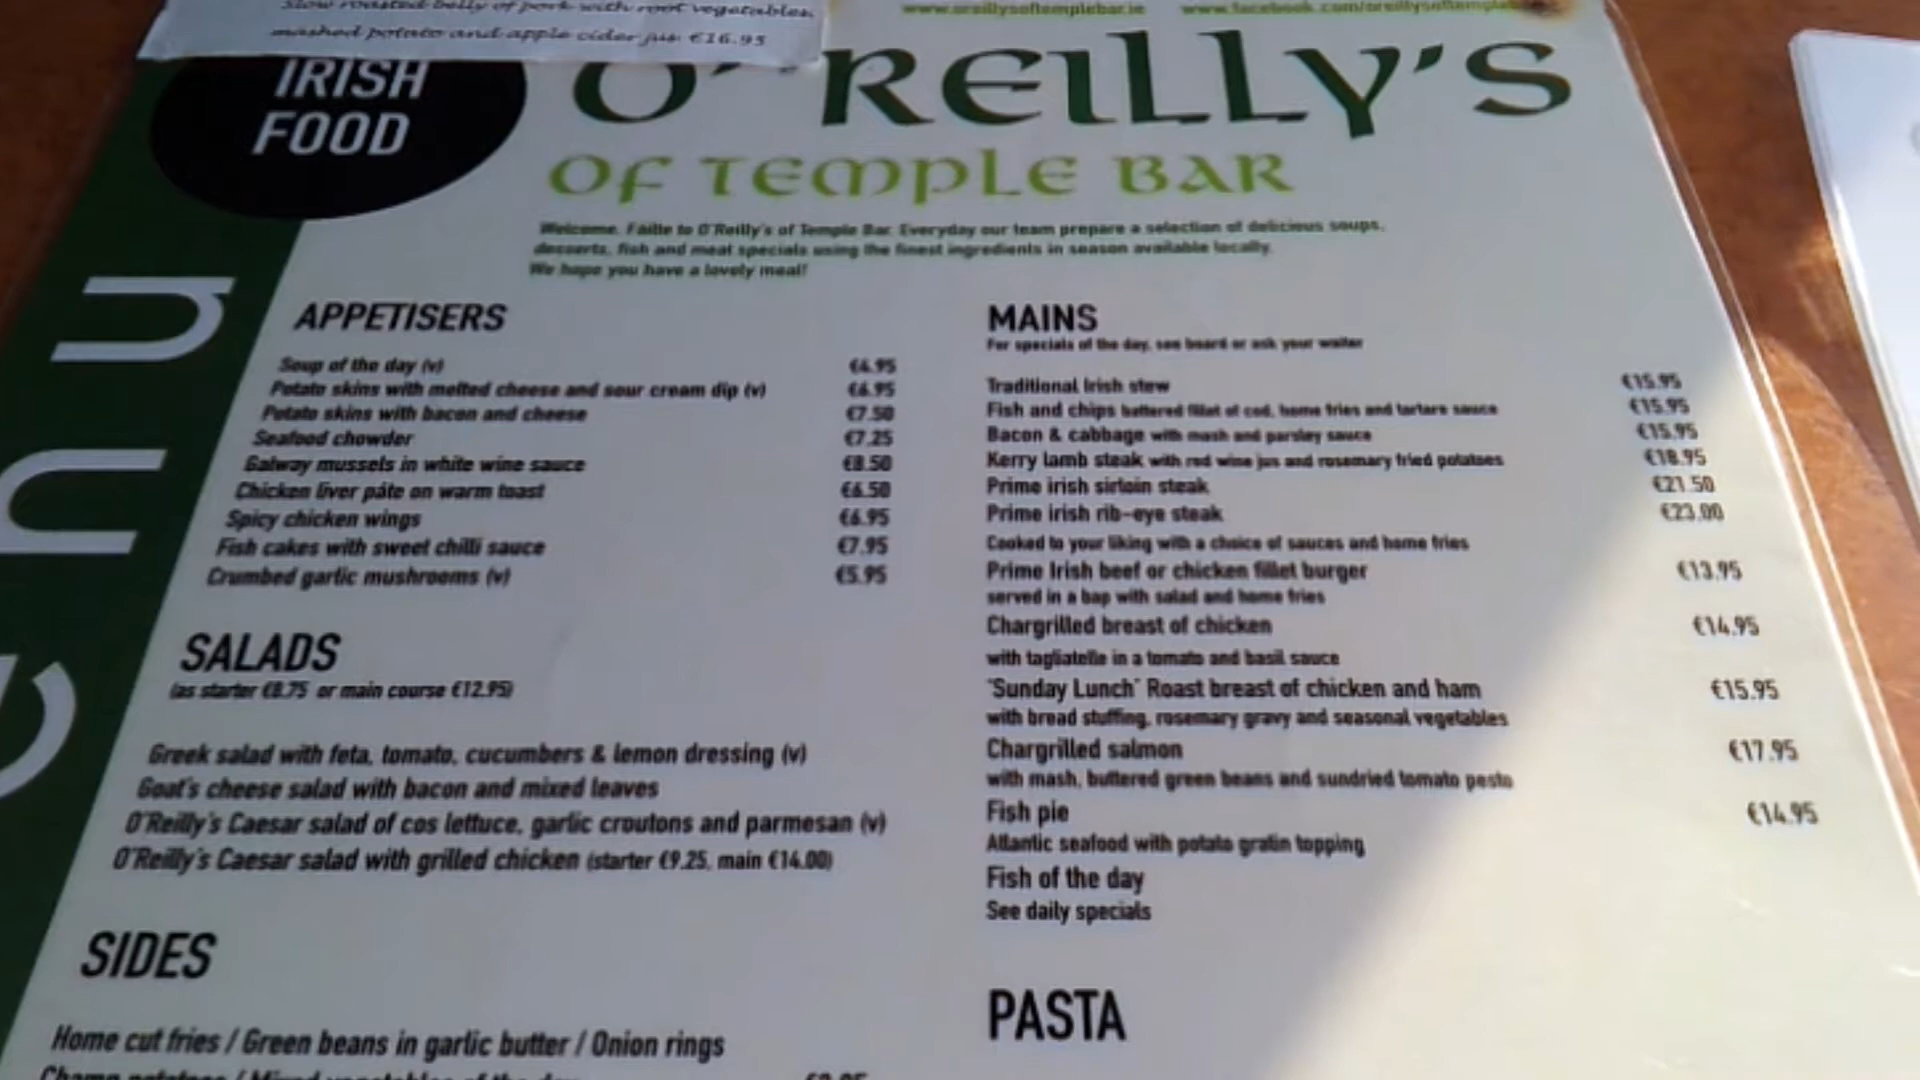 Slow roasted belly of pork with root vegetables,
mashed potato and apple cider jus €16.95
www.oreillysoftemplebar.ie www.facebook.com/oreillysoftemple
IRISH
FOOD
O'REILLY'S
OF TEMPLE BAR
Welcome. Fáilte to O'Reilly's of Temple Bar. Everyday our team prepare a selection of delicious soups,
desserts, fish and meat specials using the finest ingredients in season available locally.
We hope you have a lovely meal!
enu
APPETISERS
Soup of the day (v) €4.95
Potato skins with melted cheese and sour cream dip (v) €6.95
Potato skins with bacon and cheese €7.50
Seafood chowder €7.25
Galway mussels in white wine sauce €8.50
Chicken liver páte on warm toast €6.50
Spicy chicken wings €6.95
Fish cakes with sweet chilli sauce €7.95
Crumbed garlic mushrooms (v) €5.95
SALADS
(as starter €8.75 or main course €12.95)
Greek salad with feta, tomato, cucumbers & lemon dressing (v)
Goat's cheese salad with bacon and mixed leaves
O'Reilly's Caesar salad of cos lettuce, garlic croutons and parmesan (v)
O'Reilly's Caesar salad with grilled chicken (starter €9.25, main €14.00)
SIDES
Home cut fries / Green beans in garlic butter / Onion rings
Champ potatoes / Mixed vegetables of the day
MAINS
For specials of the day, see board or ask your waiter
Traditional Irish stew €15.95
Fish and chips battered fillet of cod, home fries and tartare sauce €15.95
Bacon & cabbage with mash and parsley sauce €15.95
Kerry lamb steak with red wine jus and rosemary fried potatoes €18.95
Prime irish sirloin steak €21.50
Prime irish rib-eye steak €23.00
Cooked to your liking with a choice of sauces and home fries
Prime Irish beef or chicken fillet burger €13.95
served in a bap with salad and home fries
Chargrilled breast of chicken €14.95
with tagliatelle in a tomato and basil sauce
"Sunday Lunch" Roast breast of chicken and ham €15.95
with bread stuffing, rosemary gravy and seasonal vegetables
Chargrilled salmon €17.95
with mash, buttered green beans and sundried tomato pesto
Fish pie €14.95
Atlantic seafood with potato gratin topping
Fish of the day
See daily specials
PASTA